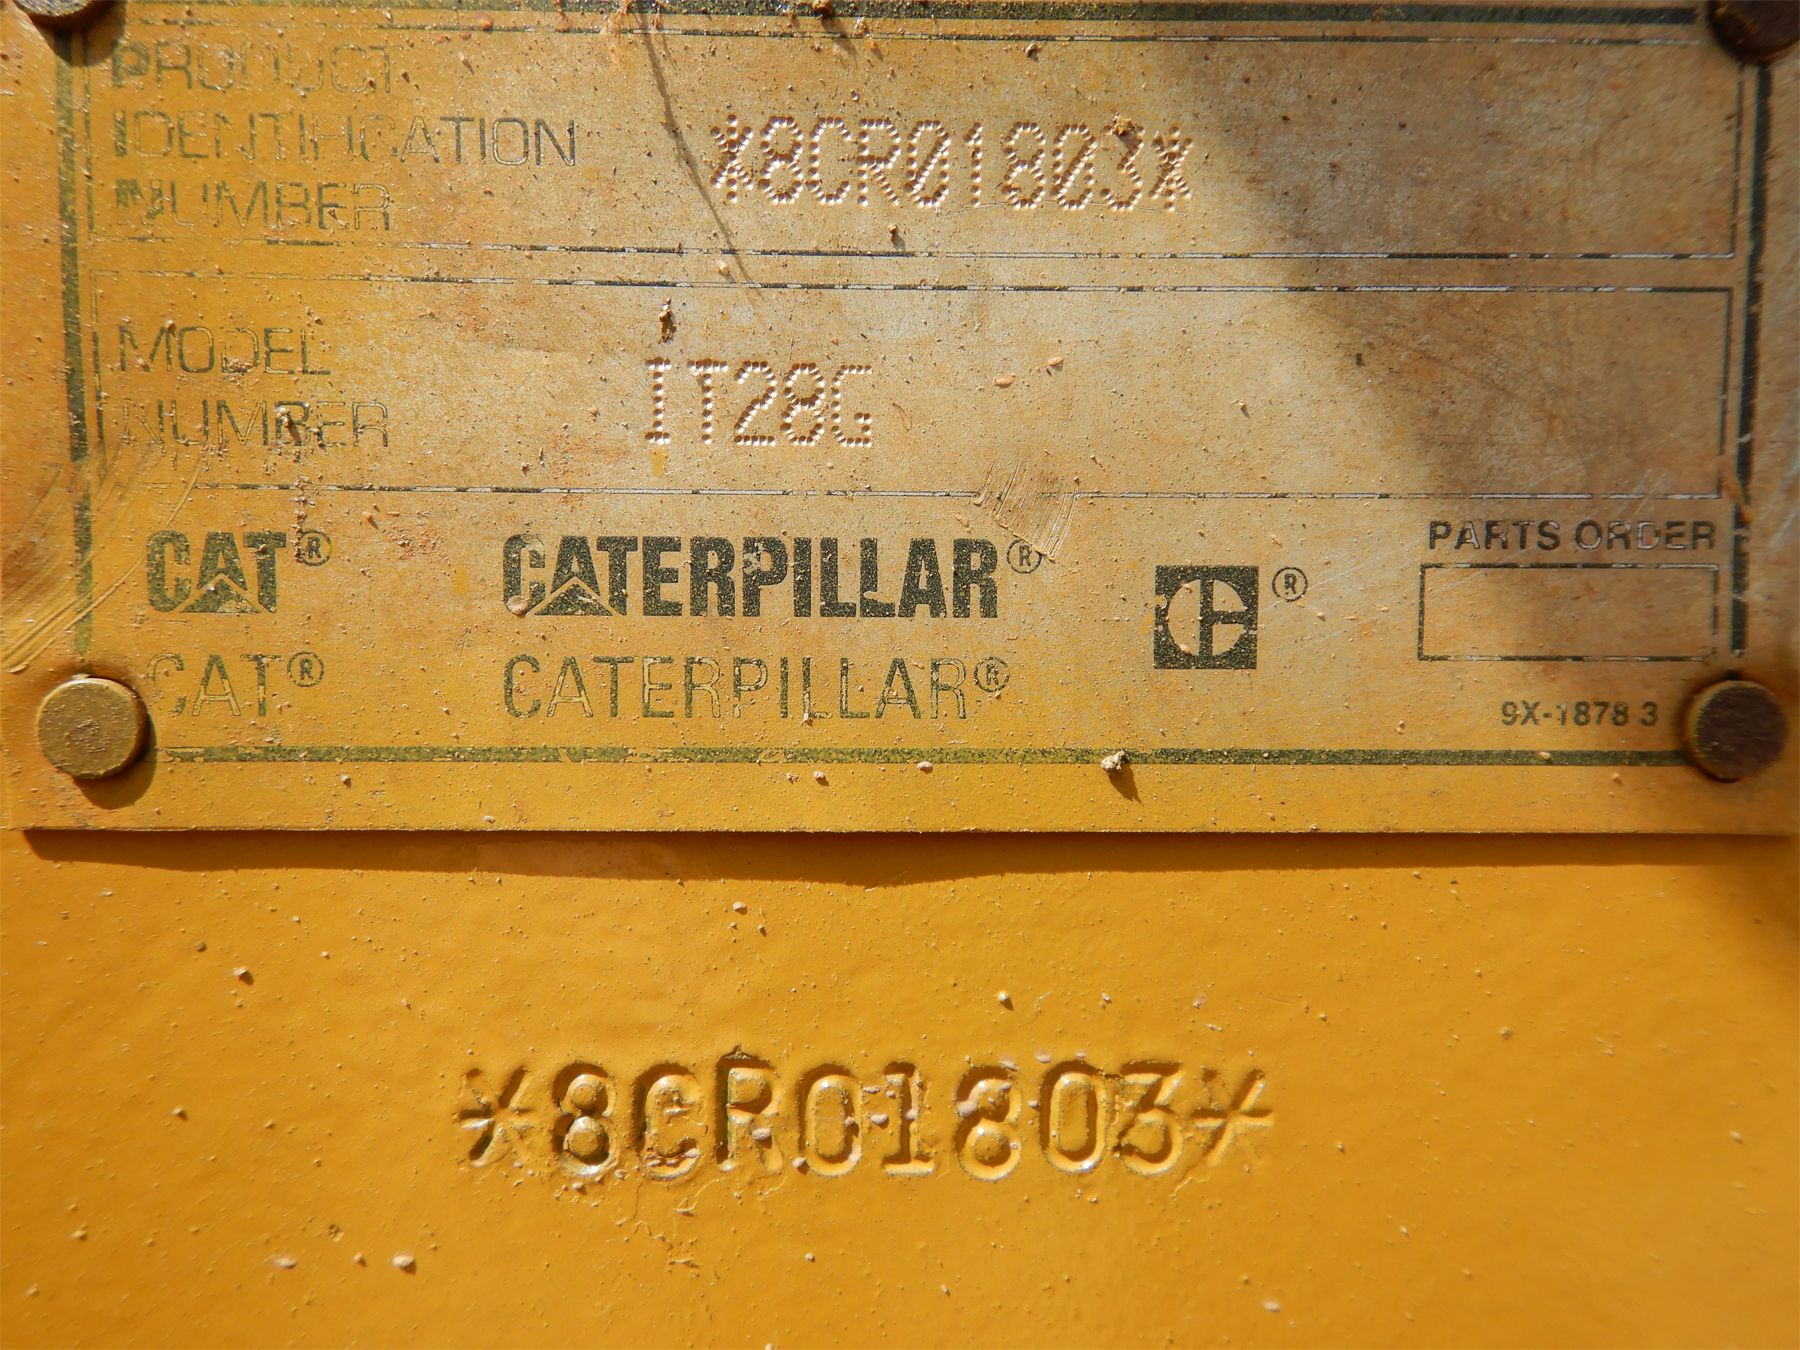 PRODUCT
IDENTIFICATION
NUMBER
*8CR01803*
MODEL
NUMBER
IT28G
CAT® CATERPILLAR® ®
PARTS ORDER
CAT® CATERPILLAR®
9X-1878 3
*8CR01803*